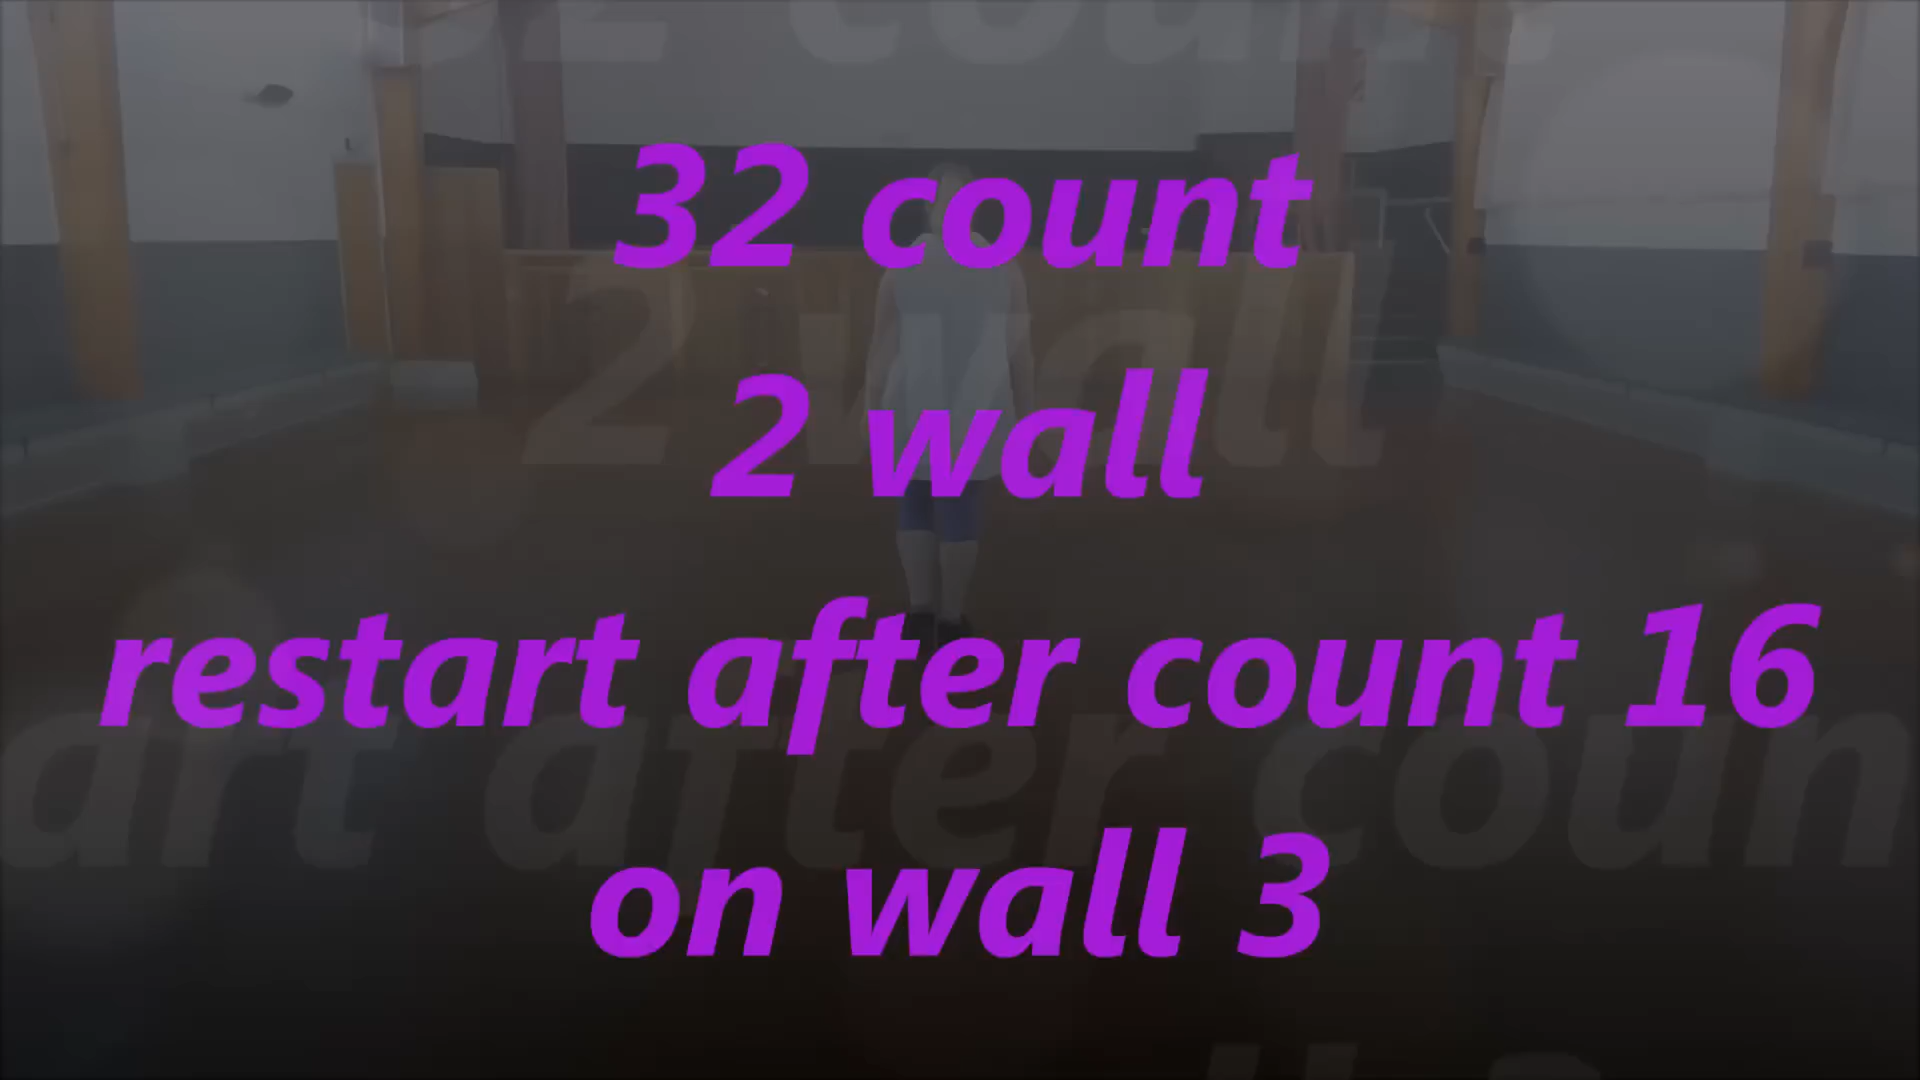 32 count
2 wall
restart after count 16
on wall 3